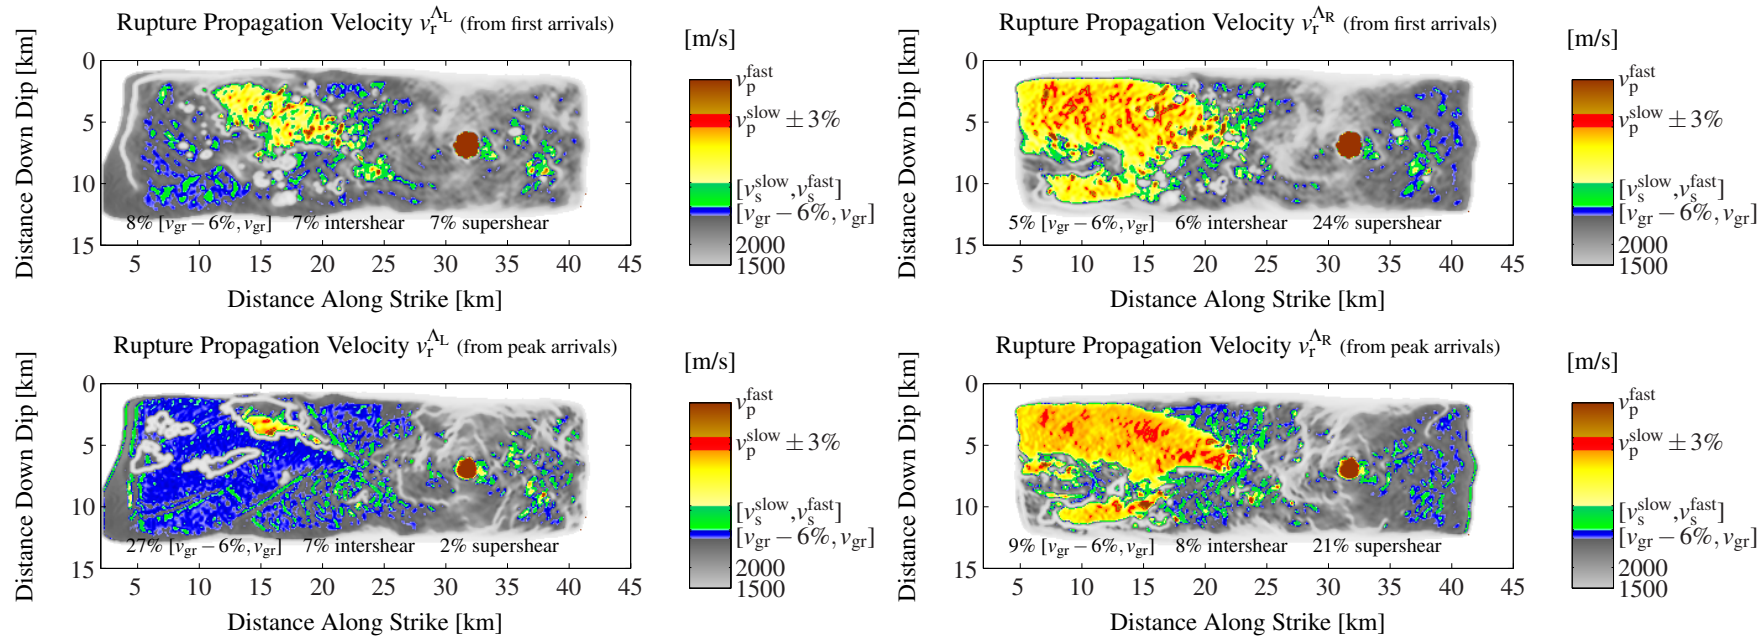 Rupture Propagation Velocity v_r^{Λ_L} (from first arrivals)
[m/s]
Distance Down Dip [km]
0
5
10
15
5 10 15 20 25 30 35 40 45
Distance Along Strike [km]
8% [v_gr − 6%, v_gr] 7% intershear 7% supershear
v_p^fast
v_p^slow ± 3%
[v_s^slow, v_s^fast]
[v_gr − 6%, v_gr]
2000
1500
Rupture Propagation Velocity v_r^{Λ_R} (from first arrivals)
[m/s]
Distance Down Dip [km]
0
5
10
15
5 10 15 20 25 30 35 40 45
Distance Along Strike [km]
5% [v_gr − 6%, v_gr] 6% intershear 24% supershear
v_p^fast
v_p^slow ± 3%
[v_s^slow, v_s^fast]
[v_gr − 6%, v_gr]
2000
1500
Rupture Propagation Velocity v_r^{Λ_L} (from peak arrivals)
[m/s]
Distance Down Dip [km]
0
5
10
15
5 10 15 20 25 30 35 40 45
Distance Along Strike [km]
27% [v_gr − 6%, v_gr] 7% intershear 2% supershear
v_p^fast
v_p^slow ± 3%
[v_s^slow, v_s^fast]
[v_gr − 6%, v_gr]
2000
1500
Rupture Propagation Velocity v_r^{Λ_R} (from peak arrivals)
[m/s]
Distance Down Dip [km]
0
5
10
15
5 10 15 20 25 30 35 40 45
Distance Along Strike [km]
9% [v_gr − 6%, v_gr] 8% intershear 21% supershear
v_p^fast
v_p^slow ± 3%
[v_s^slow, v_s^fast]
[v_gr − 6%, v_gr]
2000
1500